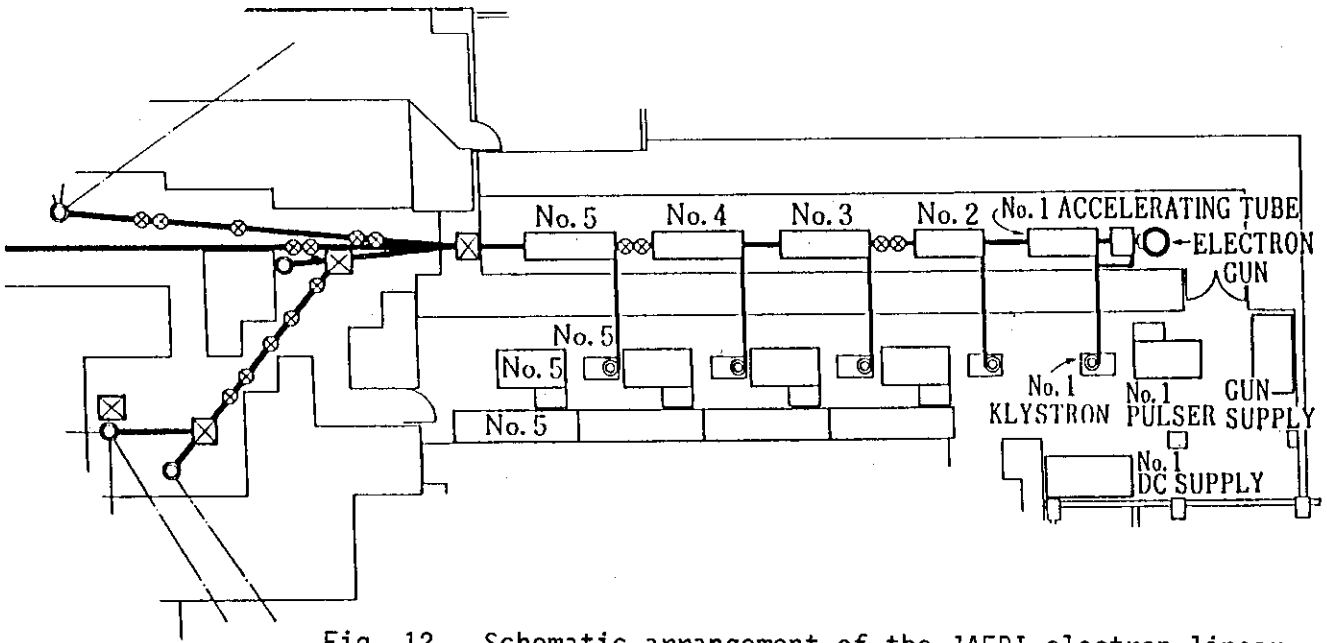 No. 5
No. 4
No. 3
No. 2
No. 1 ACCELERATING TUBE
ELECTRON
GUN
No. 5
No. 5
No. 5
No. 1
KLYSTRON
No. 1
PULSER
GUN
SUPPLY
No. 1
DC SUPPLY
Fig. 12 Schematic arrangement of the JAERI electron linear